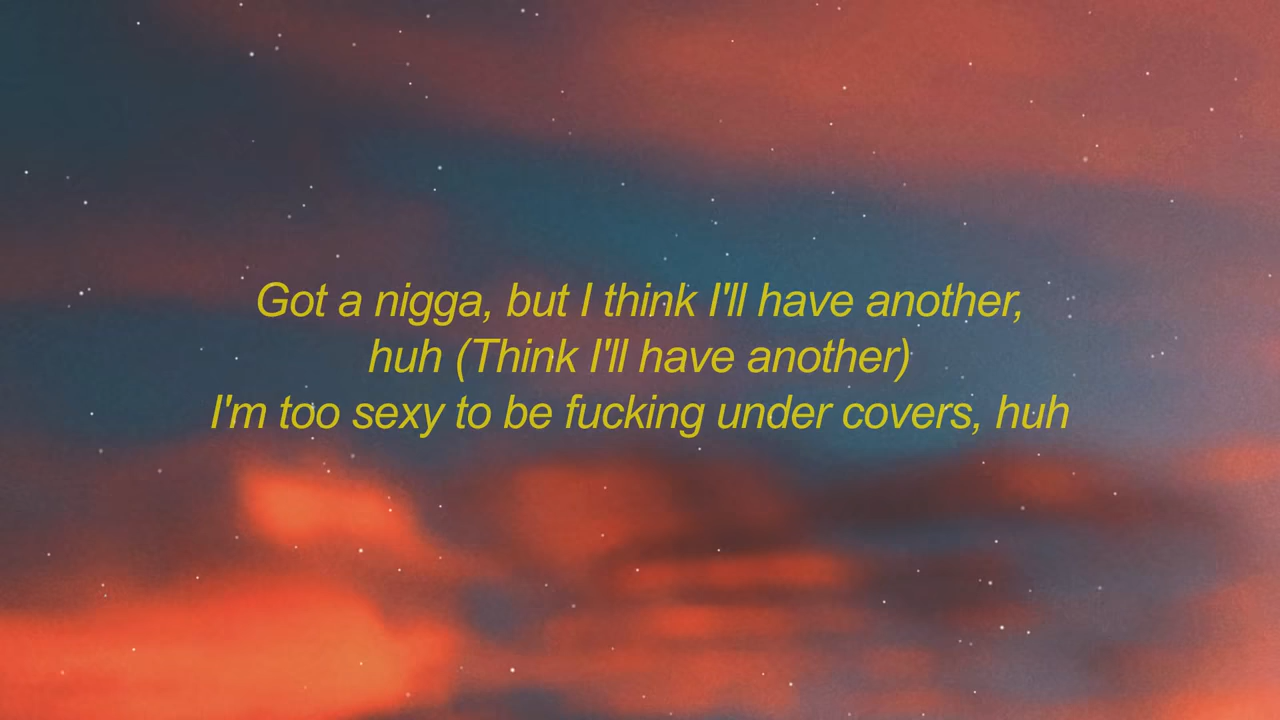 Got a nigga, but I think I'll have another,
huh (Think I'll have another)
I'm too sexy to be fucking under covers, huh